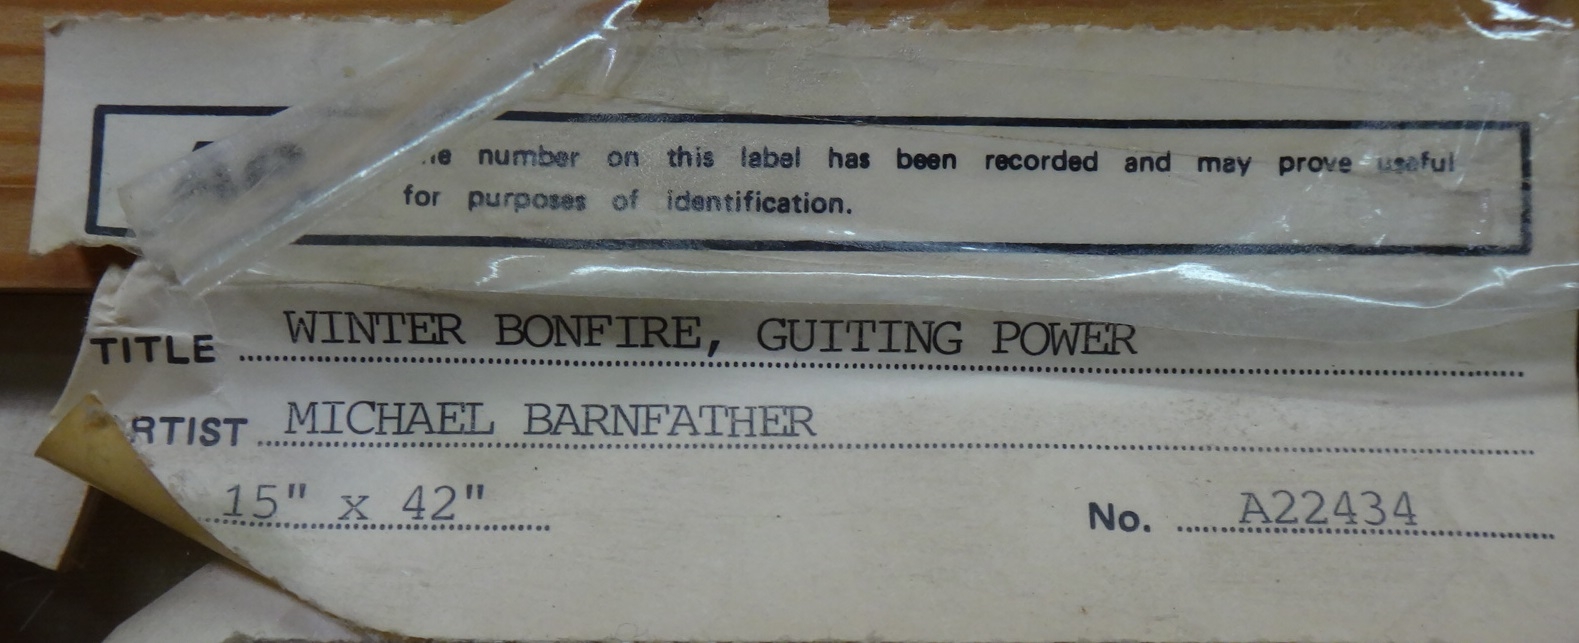 number on this label has been recorded and may prove useful
for purposes of identification.
TITLE WINTER BONFIRE, GUITING POWER
ARTIST MICHAEL BARNFATHER
15" x 42" No. A22434